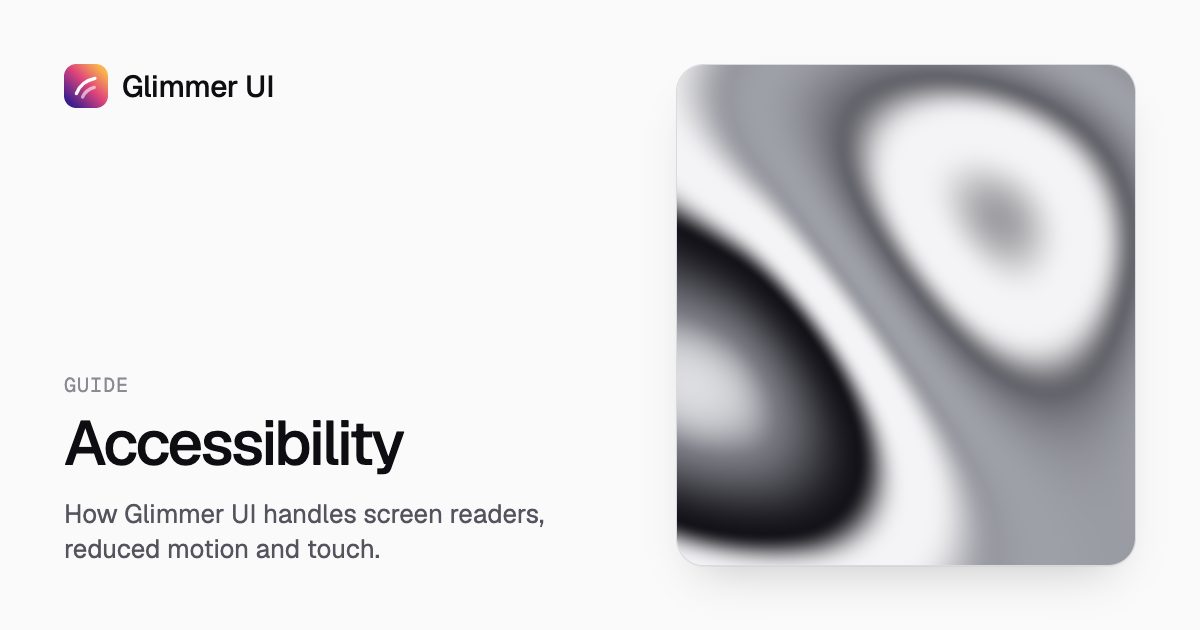 Glimmer UI
GUIDE
Accessibility
How Glimmer UI handles screen readers,
reduced motion and touch.